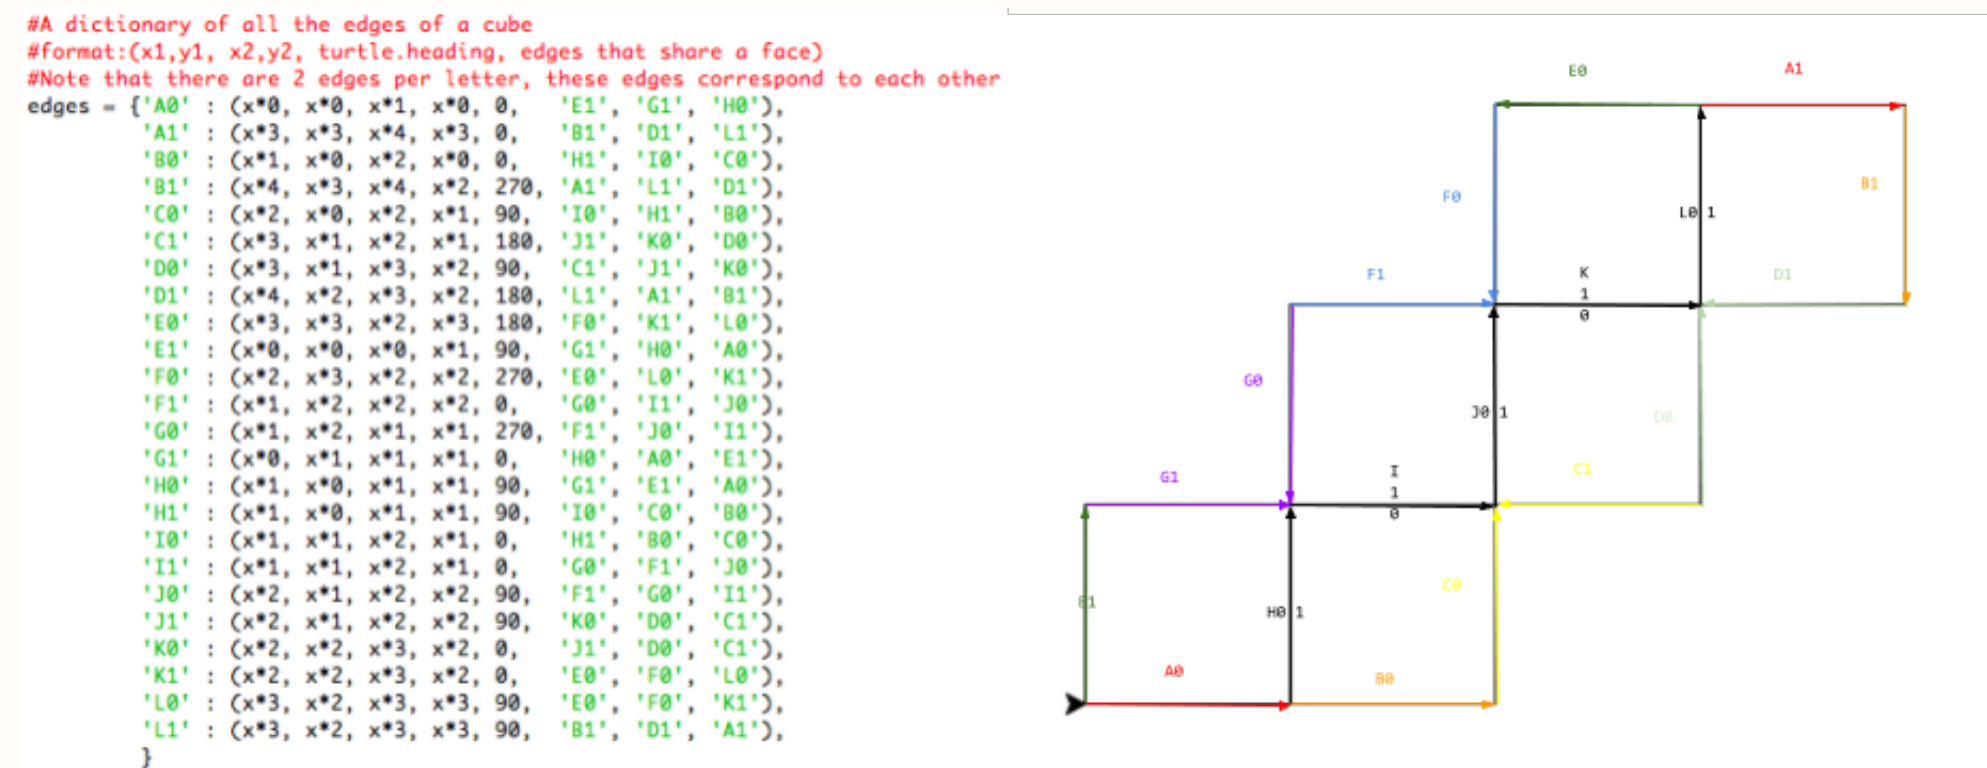 #A dictionary of all the edges of a cube
#format:(x1,y1, x2,y2, turtle.heading, edges that share a face)
#Note that there are 2 edges per letter, these edges correspond to each other
edges = {'A0' : (x*0, x*0, x*1, x*0, 0, 'E1', 'G1', 'H0'),
'A1' : (x*3, x*3, x*4, x*3, 0, 'B1', 'D1', 'L1'),
'B0' : (x*1, x*0, x*2, x*0, 0, 'H1', 'I0', 'C0'),
'B1' : (x*4, x*3, x*4, x*2, 270, 'A1', 'L1', 'D1'),
'C0' : (x*2, x*0, x*2, x*1, 90, 'I0', 'H1', 'B0'),
'C1' : (x*3, x*1, x*2, x*1, 180, 'J1', 'K0', 'D0'),
'D0' : (x*3, x*1, x*3, x*2, 90, 'C1', 'J1', 'K0'),
'D1' : (x*4, x*2, x*3, x*2, 180, 'L1', 'A1', 'B1'),
'E0' : (x*3, x*3, x*2, x*3, 180, 'F0', 'K1', 'L0'),
'E1' : (x*0, x*0, x*0, x*1, 90, 'G1', 'H0', 'A0'),
'F0' : (x*2, x*3, x*2, x*2, 270, 'E0', 'L0', 'K1'),
'F1' : (x*1, x*2, x*2, x*2, 0, 'G0', 'I1', 'J0'),
'G0' : (x*1, x*2, x*1, x*1, 270, 'F1', 'J0', 'I1'),
'G1' : (x*0, x*1, x*1, x*1, 0, 'H0', 'A0', 'E1'),
'H0' : (x*1, x*0, x*1, x*1, 90, 'G1', 'E1', 'A0'),
'H1' : (x*1, x*0, x*1, x*1, 90, 'I0', 'C0', 'B0'),
'I0' : (x*1, x*1, x*2, x*1, 0, 'H1', 'B0', 'C0'),
'I1' : (x*1, x*1, x*2, x*1, 0, 'G0', 'F1', 'J0'),
'J0' : (x*2, x*1, x*2, x*2, 90, 'F1', 'G0', 'I1'),
'J1' : (x*2, x*1, x*2, x*2, 90, 'K0', 'D0', 'C1'),
'K0' : (x*2, x*2, x*3, x*2, 0, 'J1', 'D0', 'C1'),
'K1' : (x*2, x*2, x*3, x*2, 0, 'E0', 'F0', 'L0'),
'L0' : (x*3, x*2, x*3, x*3, 90, 'E0', 'F0', 'K1'),
'L1' : (x*3, x*2, x*3, x*3, 90, 'B1', 'D1', 'A1'),
}
E0
A1
B1
F0
L0 1
F1
K
1
0
D1
G0
J0 1
D0
G1
I
1
0
C1
E1
H0 1
C0
A0
B0